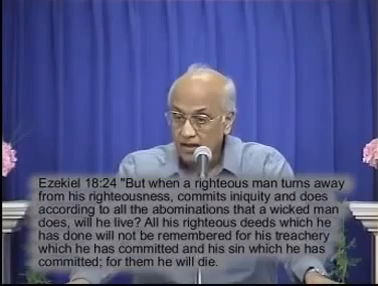 Ezekiel 18:24 "But when a righteous man turns away
from his righteousness, commits iniquity and does
according to all the abominations that a wicked man
does, will he live? All his righteous deeds which he
has done will not be remembered for his treachery
which he has committed and his sin which he has
committed; for them he will die.